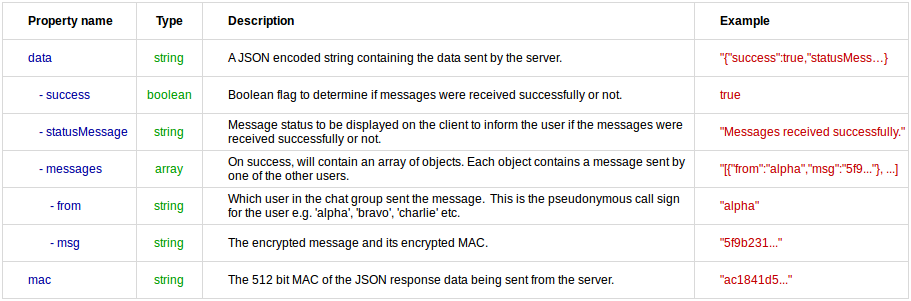 Property name Type Description Example
data string A JSON encoded string containing the data sent by the server. "{"success":true,"statusMess…}
- success boolean Boolean flag to determine if messages were received successfully or not. true
- statusMessage string Message status to be displayed on the client to inform the user if the messages were received successfully or not. "Messages received successfully."
- messages array On success, will contain an array of objects. Each object contains a message sent by one of the other users. "[{"from":"alpha","msg":"5f9..."}, ...]
- from string Which user in the chat group sent the message. This is the pseudonymous call sign for the user e.g. 'alpha', 'bravo', 'charlie' etc. "alpha"
- msg string The encrypted message and its encrypted MAC. "5f9b231..."
mac string The 512 bit MAC of the JSON response data being sent from the server. "ac1841d5..."